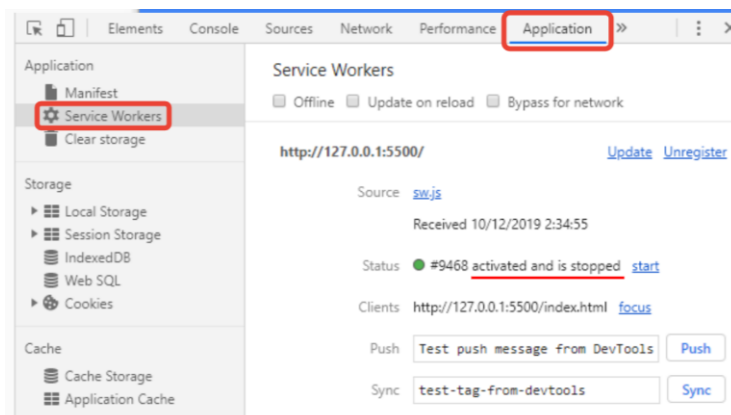 Elements Console Sources Network Performance Application »
Application
Manifest
Service Workers
Clear storage
Storage
Local Storage
Session Storage
IndexedDB
Web SQL
Cookies
Cache
Cache Storage
Application Cache
Service Workers
Offline Update on reload Bypass for network
http://127.0.0.1:5500/ Update Unregister
Source sw.js
Received 10/12/2019 2:34:55
Status #9468 activated and is stopped start
Clients http://127.0.0.1:5500/index.html focus
Push Test push message from DevTools Push
Sync test-tag-from-devtools Sync